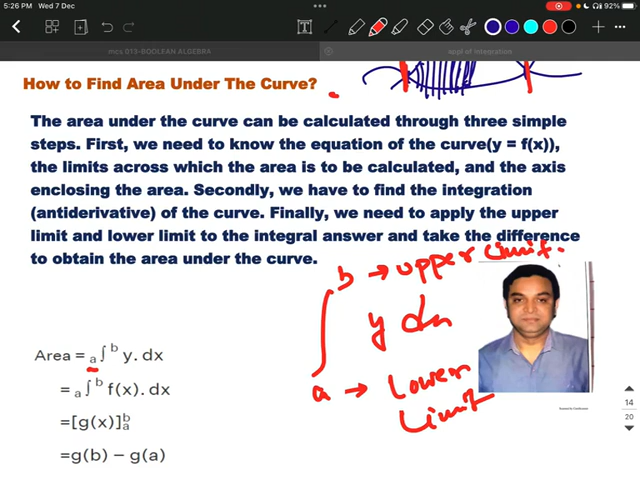 5:26 PM Wed 7 Dec
92%
mcs 013-BOOLEAN ALGEBRA
appl of integration
How to Find Area Under The Curve?
The area under the curve can be calculated through three simple
steps. First, we need to know the equation of the curve(y = f(x)),
the limits across which the area is to be calculated, and the axis
enclosing the area. Secondly, we have to find the integration
(antiderivative) of the curve. Finally, we need to apply the upper
limit and lower limit to the integral answer and take the difference
to obtain the area under the curve.
b → upper limit.
∫ y dx
a → Lower
Limit
Area = a∫b y. dx
= a∫b f(x). dx
=[g(x)]ba
=g(b) – g(a)
14
20